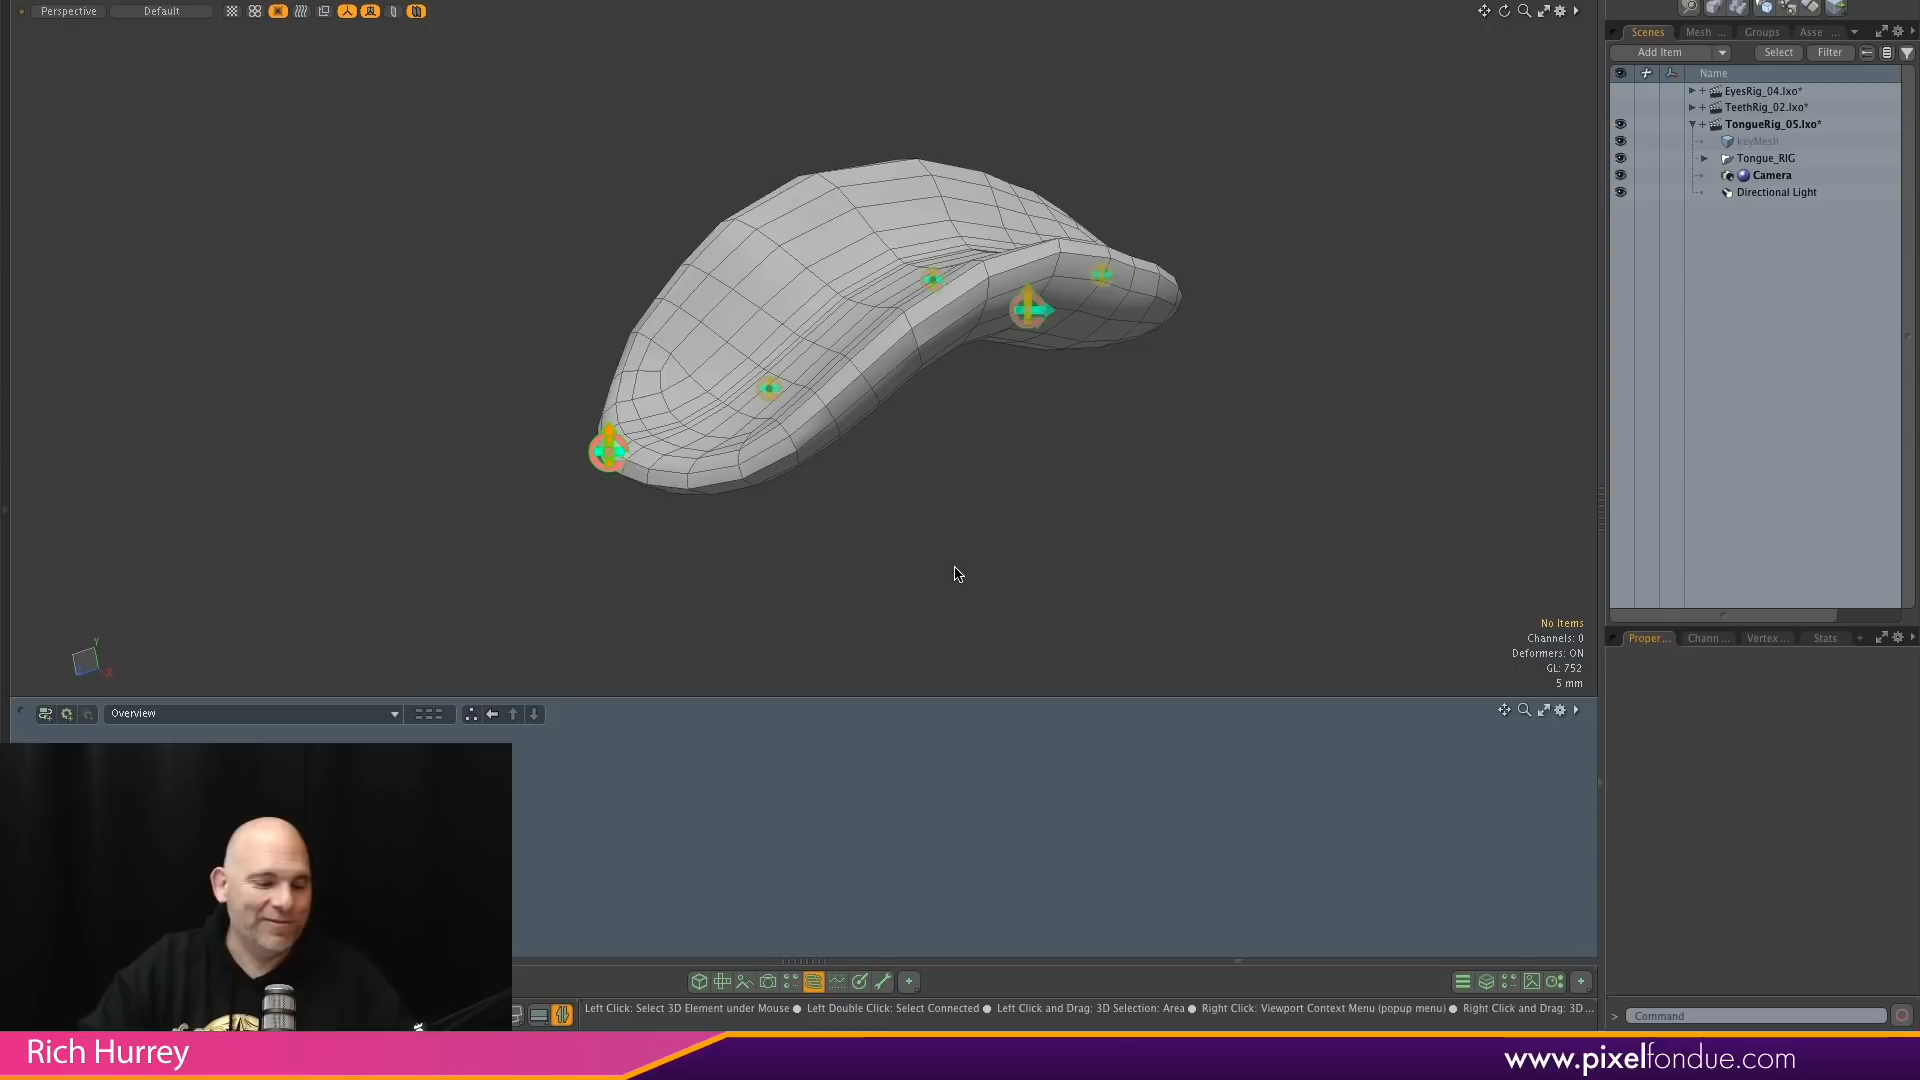 Perspective
Default
Scenes
Mesh ...
Groups
Asse ...
Add Item
Select
Filter
Name
EyesRig_04.lxo*
TeethRig_02.lxo*
TongueRig_05.lxo*
keyMesh
Tongue_RIG
Camera
Directional Light
No Items
Channels: 0
Deformers: ON
GL: 752
5 mm
Y
X
Proper...
Chann ...
Vertex ...
Stats
+
Overview
Left Click: Select 3D Element under Mouse ● Left Double Click: Select Connected ● Left Click and Drag: 3D Selection: Area ● Right Click: Viewport Context Menu (popup menu) ● Right Click and Drag: 3D ...
> Command
Rich Hurrey
www.pixelfondue.com